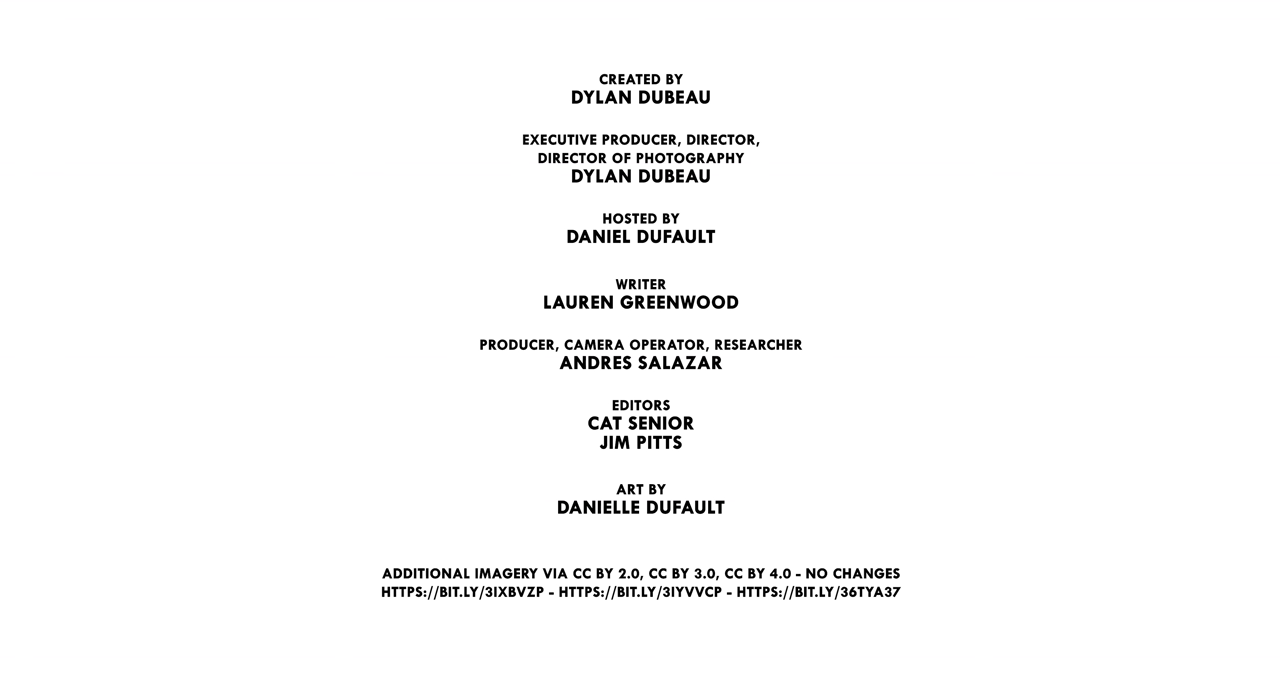 CREATED BY
DYLAN DUBEAU
EXECUTIVE PRODUCER, DIRECTOR,
DIRECTOR OF PHOTOGRAPHY
DYLAN DUBEAU
HOSTED BY
DANIEL DUFAULT
WRITER
LAUREN GREENWOOD
PRODUCER, CAMERA OPERATOR, RESEARCHER
ANDRES SALAZAR
EDITORS
CAT SENIOR
JIM PITTS
ART BY
DANIELLE DUFAULT
ADDITIONAL IMAGERY VIA CC BY 2.0, CC BY 3.0, CC BY 4.0 - NO CHANGES
HTTPS://BIT.LY/3IXBVZP - HTTPS://BIT.LY/3IYVVCP - HTTPS://BIT.LY/36TYA37